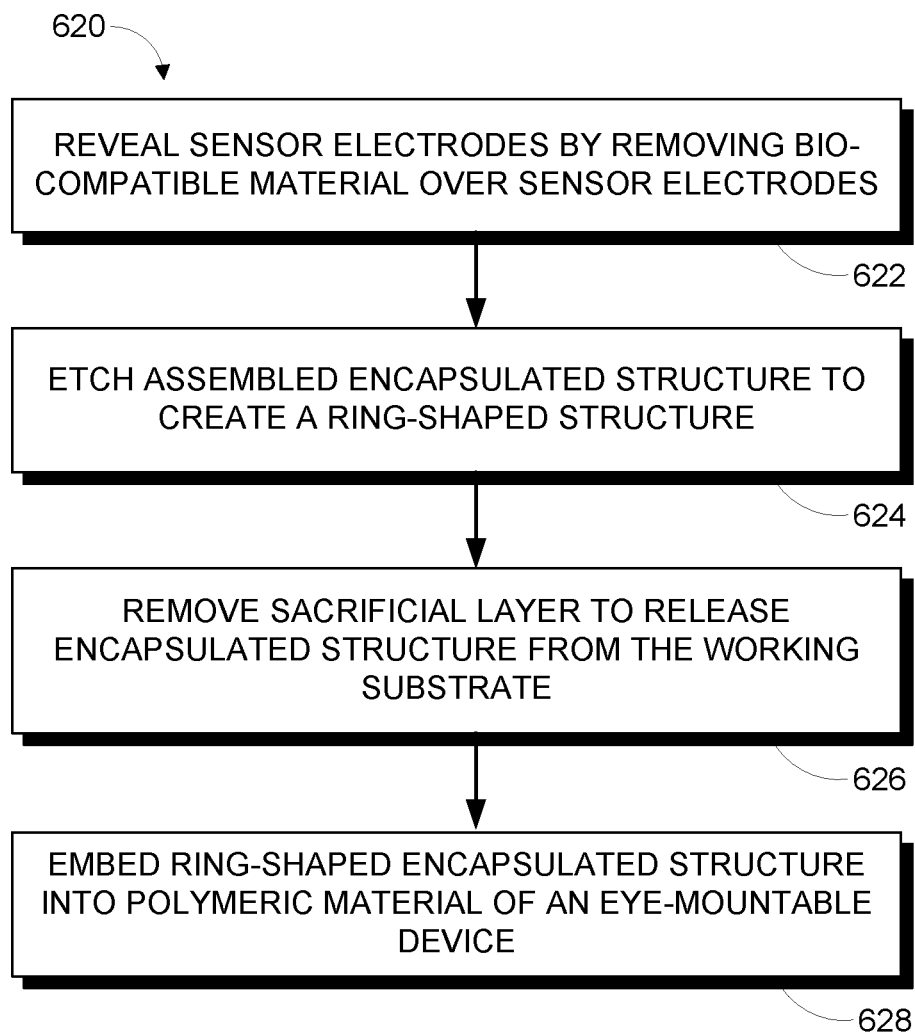 620
REVEAL SENSOR ELECTRODES BY REMOVING BIO-
COMPATIBLE MATERIAL OVER SENSOR ELECTRODES
622
ETCH ASSEMBLED ENCAPSULATED STRUCTURE TO
CREATE A RING-SHAPED STRUCTURE
624
REMOVE SACRIFICIAL LAYER TO RELEASE
ENCAPSULATED STRUCTURE FROM THE WORKING
SUBSTRATE
626
EMBED RING-SHAPED ENCAPSULATED STRUCTURE
INTO POLYMERIC MATERIAL OF AN EYE-MOUNTABLE
DEVICE
628